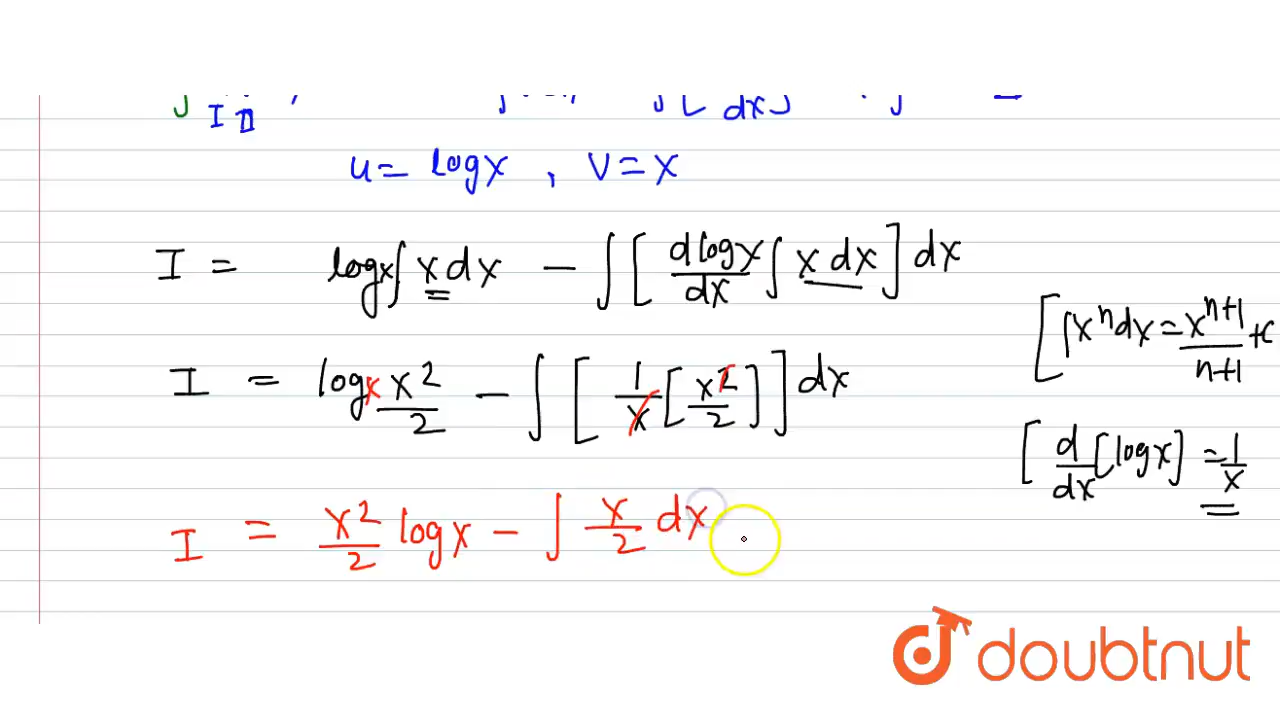 I II dx
u = log x , v = x
I = log x ∫ x dx − ∫ [ d log x / dx ∫ x dx ] dx
[ ∫ xⁿ dx = xⁿ⁺¹ / n+1 + c
I = log x x² / 2 − ∫ [ 1 / x [ x² / 2 ] ] dx
[ d / dx [log x] = 1 / x
I = x² / 2 log x − ∫ x / 2 dx
doubtnut